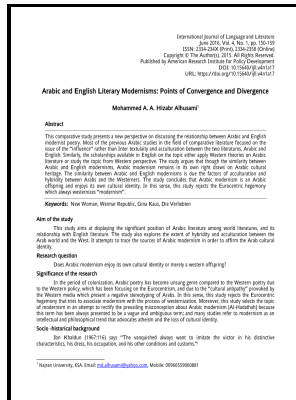 International Journal of Language and Literature
June 2016, Vol. 4, No. 1, pp. 150-159
ISSN: 2334-234X (Print), 2334-2358 (Online)
Copyright © The Author(s). 2015. All Rights Reserved.
Published by American Research Institute for Policy Development
DOI: 10.15640/ijll.v4n1a17
URL: https://doi.org/10.15640/ijll.v4n1a17
Arabic and English Literary Modernisms: Points of Convergence and Divergence
Mohammed A. A. Hizabr Alhusami¹
Abstract
This comparative study presents a new perspective on discussing the relationship between Arabic and English
modernist poetry. Most of the previous Arabic studies in the field of comparative literature focused on the
issue of the "influence" rather than inter textuality and acculturation between the two literatures, Arabic and
English. Similarly, the scholarships available in English on the topic either apply Western theories on Arabic
literature or study the topic from Western perspective. The study argues that though the similarity between Arabic
and English modernisms, Arabic modernism remains in its own right draws on Arabic cultural
heritage. The similarity between Arabic and English modernisms is due the factors of acculturation and
hybridity between Arabs and the Westerners. The study concludes that Arabic modernism is an Arabic
offspring and enjoys its own cultural identity. In this sense, this study rejects the Eurocentric hegemony
which always westernizes "modernism".
Keywords: New Woman, Weimar Republic, Gina Kaus, Die Verliebten
Aim of the study
This study aims at displaying the significant position of Arabic literature among world literatures, and its
relationship with English literature. The study also explores the extent of hybridity and acculturation between the
Arab world and the West. It attempts to trace the sources of Arabic modernism in order to affirm the Arab cultural
identity.
Research question
Does Arabic modernism enjoy its own cultural identity or merely a western offspring?
Significance of the research
In the period of colonization, Arabic poetry has become unsung genre compared to the Western poetry due
to the Western policy, which has been focusing on the Eurocentrism, and due to the "cultural antipathy" provoked by
the Western media which present a negative stereotyping of Arabs. In this sense, this study rejects the Eurocentric
hegemony that tries to associate modernism with the process of westernization. Moreover, this study selects the topic
of modernism in an attempt to rectify the prevailing misconception about Arabic modernism [Al-Hadathah] because
this term has been always presented to be a vague and ambiguous term; and many studies refer to modernism as an
intellectual and philosophical trend that advocates atheism and the loss of cultural identity.
Socio -historical background
Ibn Khaldun (1967:116) says "The vanquished always want to imitate the victor in his distinctive
characteristics, his dress, his occupation, and his other conditions and customs."
¹ Najran University, KSA. Email: md.alhusami@yahoo.com, Mobile: 00966559060881